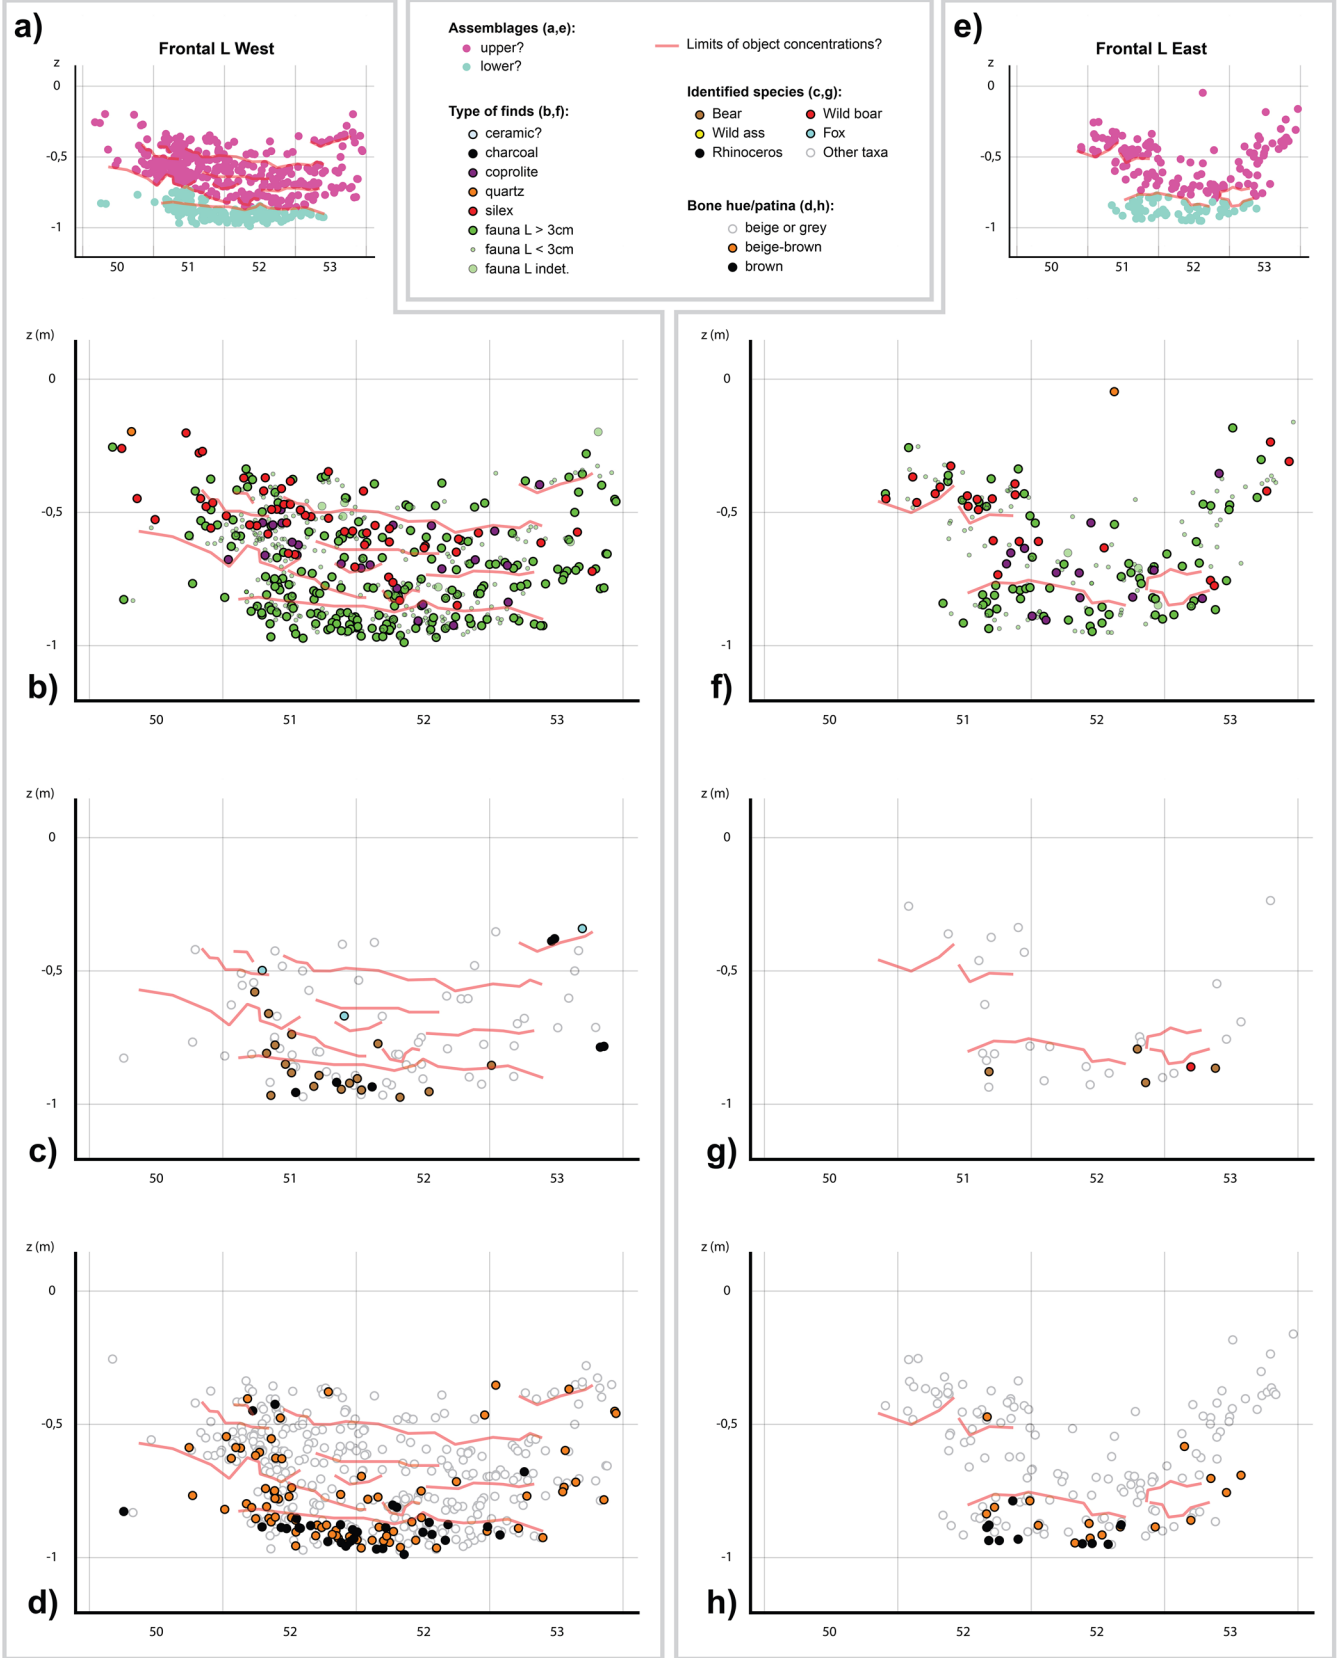 a)
Frontal L West
z
0
-0,5
-1
50 51 52 53
Assemblages (a,e):
upper?
lower?
Type of finds (b,f):
ceramic?
charcoal
coprolite
quartz
silex
fauna L > 3cm
fauna L < 3cm
fauna L indet.
Limits of object concentrations?
Identified species (c,g):
Bear Wild boar
Wild ass Fox
Rhinoceros Other taxa
Bone hue/patina (d,h):
beige or grey
beige-brown
brown
e)
Frontal L East
z
0
-0,5
-1
50 51 52 53
z (m)
0
-0,5
-1
b)
50 51 52 53
z (m)
0
-0,5
-1
f)
50 51 52 53
z (m)
0
-0,5
-1
c)
50 51 52 53
z (m)
0
-0,5
-1
g)
50 51 52 53
z (m)
0
-0,5
-1
d)
50 52 52 53
z (m)
0
-0,5
-1
h)
50 52 52 53